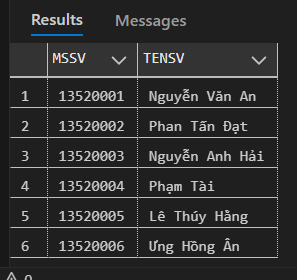 Results Messages
MSSV TENSV
1 13520001 Nguyễn Văn An
2 13520002 Phan Tấn Đạt
3 13520003 Nguyễn Anh Hải
4 13520004 Phạm Tài
5 13520005 Lê Thúy Hằng
6 13520006 Ưng Hồng Ân